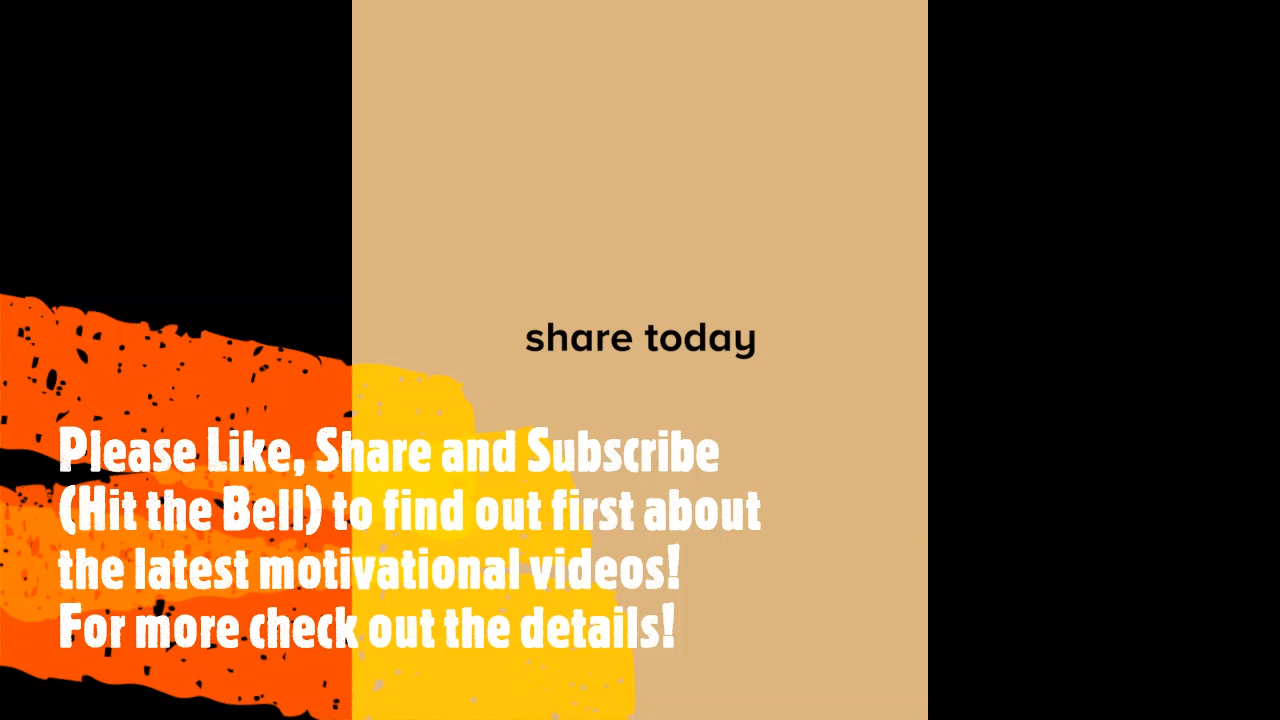 share today
Please Like, Share and Subscribe
(Hit the Bell) to find out first about
the latest motivational videos!
For more check out the details!